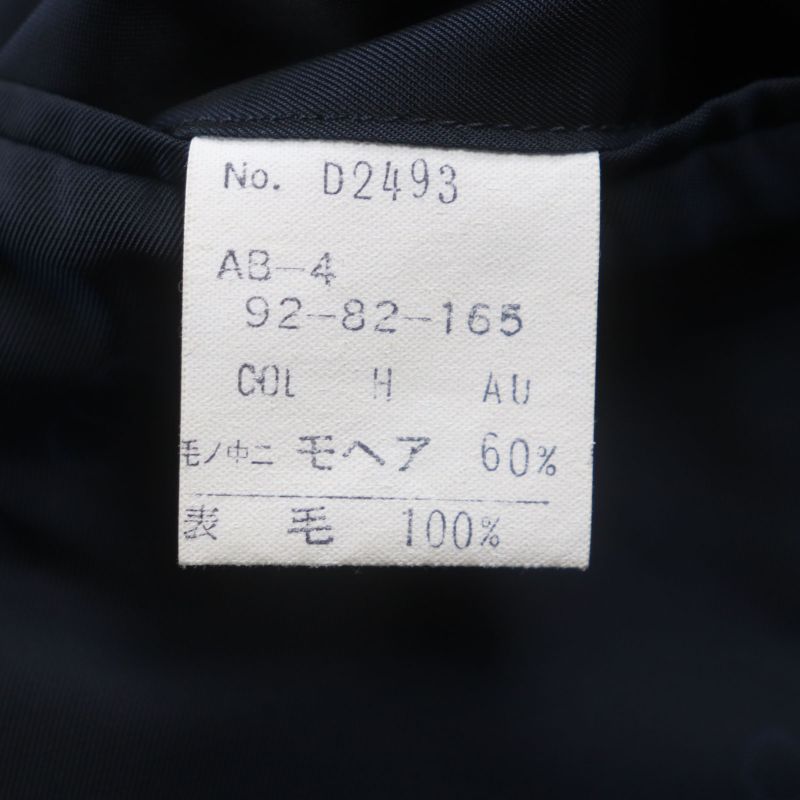 No. D2493
AB-4
92-82-165
COL H AU
毛ノ中ニ モヘア 60%
表 毛 100%